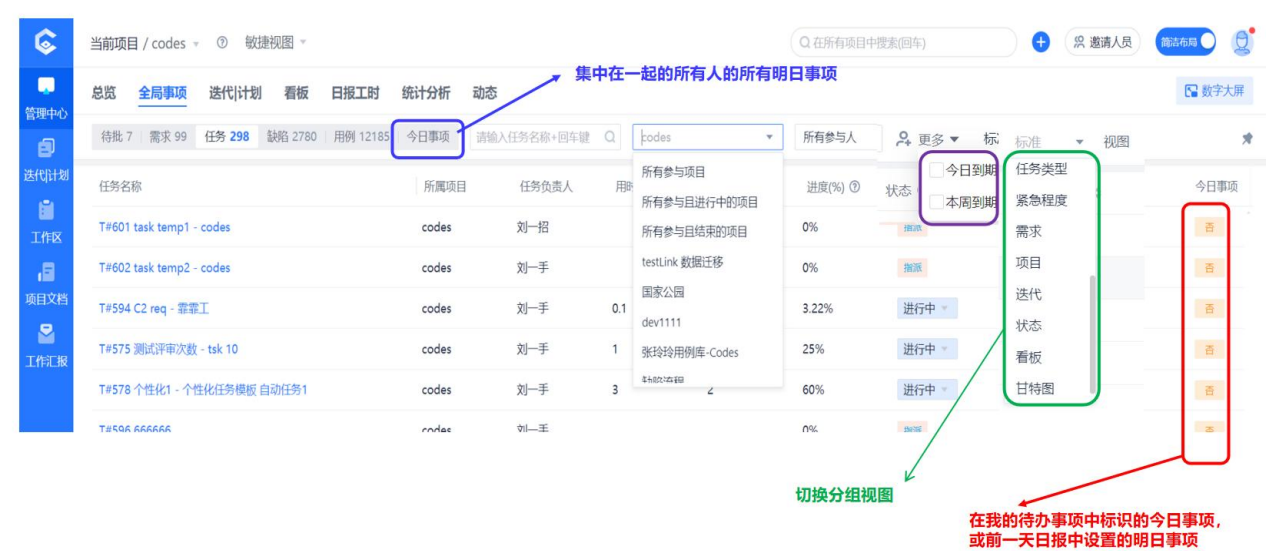 当前项目 / codes 敏捷视图
在所有项目中搜索(回车)
邀请人员
简洁布局
集中在一起的所有人的所有明日事项
管理中心
迭代|计划
工作区
项目文档
工作汇报
总览 全局事项 迭代|计划 看板 日报工时 统计分析 动态
数字大屏
待批 7 需求 99 任务 298 缺陷 2780 用例 12185 今日事项 请输入任务名称+回车键 codes 所有参与人 更多 标准 视图
任务名称 所属项目 任务负责人 进度(%) 状态 今日事项
T#601 task temp1 - codes codes 刘一招 0% 指派 否
T#602 task temp2 - codes codes 刘一手 0% 指派 否
T#594 C2 req - 霏霏工 codes 刘一手 0.1 3.22% 进行中 否
T#575 测试评审次数 - tsk 10 codes 刘一手 1 25% 进行中 否
T#578 个性化1 - 个性化任务模板 自动任务1 codes 刘一手 3 2 60% 进行中 否
T#596 666666 codes 刘一手 0% 指派 否
所有参与项目
所有参与且进行中的项目
所有参与且结束的项目
testLink 数据迁移
国家公园
dev1111
张玲玲用例库-Codes
缺陷流程
今日到期
本周到期
任务类型
紧急程度
需求
项目
迭代
状态
看板
甘特图
切换分组视图
在我的待办事项中标识的今日事项,
或前一天日报中设置的明日事项